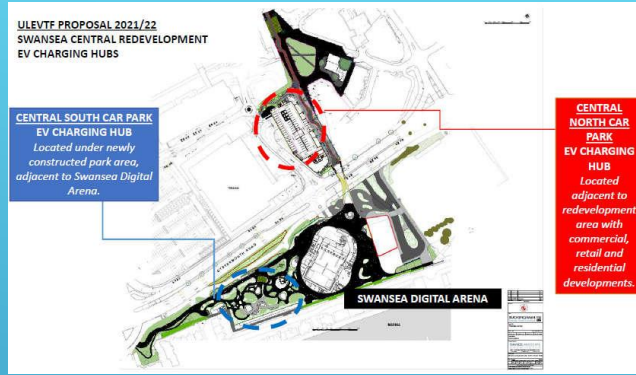 ULEVTF PROPOSAL 2021/22
SWANSEA CENTRAL REDEVELOPMENT
EV CHARGING HUBS
CENTRAL SOUTH CAR PARK
EV CHARGING HUB
Located under newly
constructed park area,
adjacent to Swansea Digital
Arena.
CENTRAL
NORTH CAR
PARK
EV CHARGING
HUB
Located
adjacent to
redevelopment
area with
commercial,
retail and
residential
developments.
SWANSEA DIGITAL ARENA